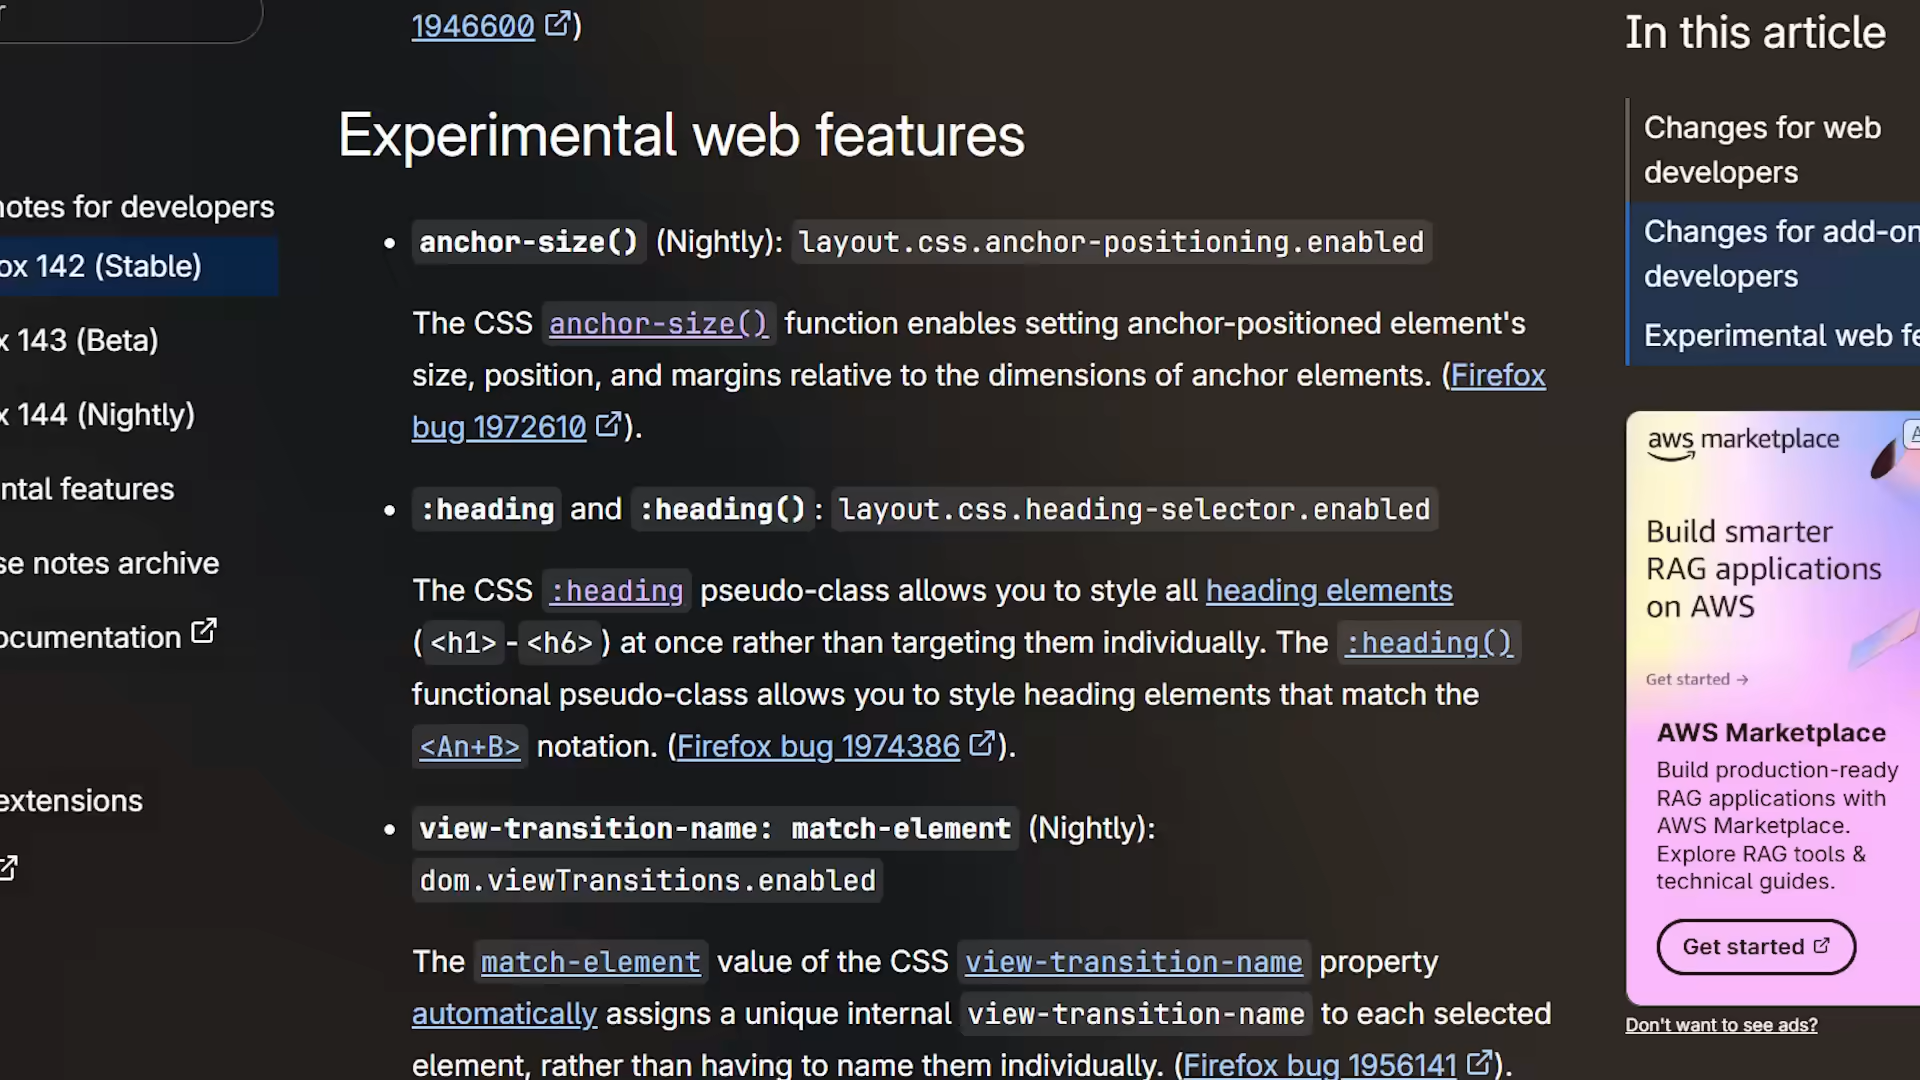 1946600)
Experimental web features
anchor-size() (Nightly): layout.css.anchor-positioning.enabled
The CSS anchor-size() function enables setting anchor-positioned element's
size, position, and margins relative to the dimensions of anchor elements. (Firefox
bug 1972610).
:heading and :heading(): layout.css.heading-selector.enabled
The CSS :heading pseudo-class allows you to style all heading elements
(<h1>-<h6>) at once rather than targeting them individually. The :heading()
functional pseudo-class allows you to style heading elements that match the
<An+B> notation. (Firefox bug 1974386).
view-transition-name: match-element (Nightly):
dom.viewTransitions.enabled
The match-element value of the CSS view-transition-name property
automatically assigns a unique internal view-transition-name to each selected
element, rather than having to name them individually. (Firefox bug 1956141).
notes for developers
ox 142 (Stable)
x 143 (Beta)
x 144 (Nightly)
ntal features
se notes archive
ocumentation
extensions
In this article
Changes for web
developers
Changes for add-on
developers
Experimental web fe
aws marketplace
Build smarter
RAG applications
on AWS
Get started →
AWS Marketplace
Build production-ready
RAG applications with
AWS Marketplace.
Explore RAG tools &
technical guides.
Get started
Don't want to see ads?